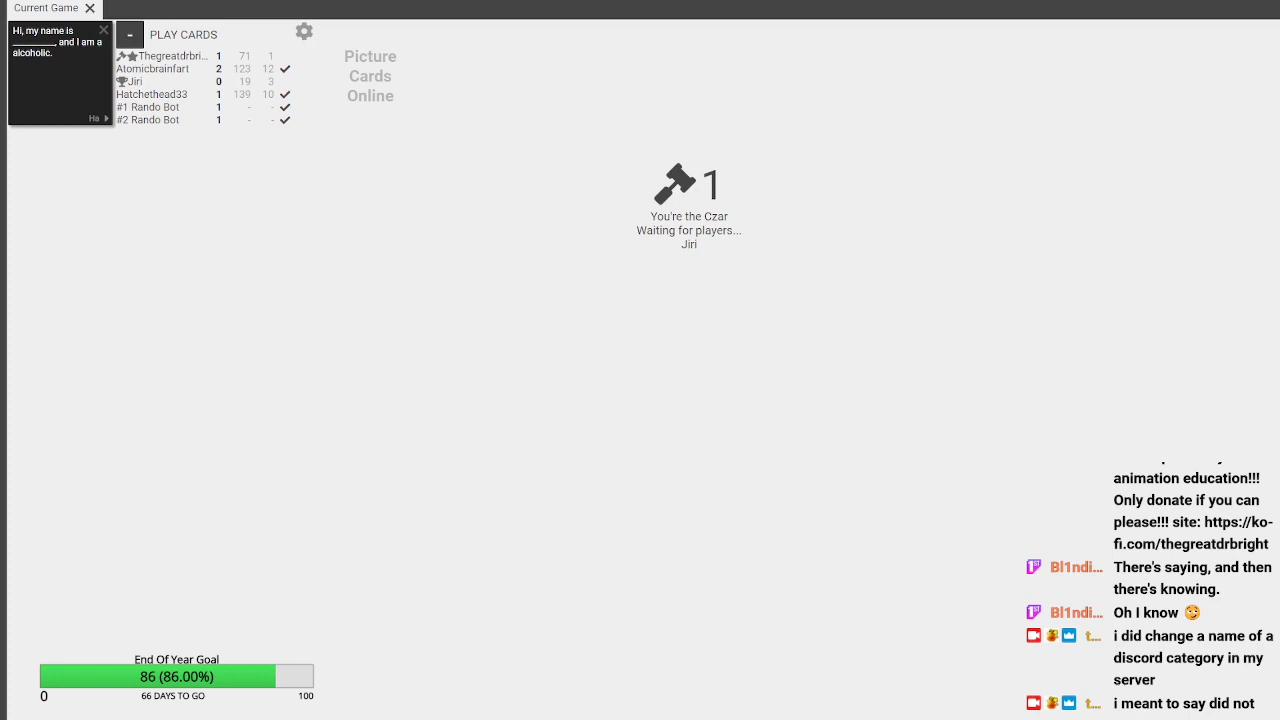 Current Game
Hi, my name is
_______, and I am a
alcoholic.
Ha
-
PLAY CARDS
Thegreatdrbri... 1 71 1
Atomicbrainfart 2 123 12
Jiri 0 19 3
Hatchethead33 1 139 10
#1 Rando Bot 1 - -
#2 Rando Bot 1 - -
Picture
Cards
Online
1
You're the Czar
Waiting for players...
Jiri
animation education!!!
Only donate if you can
please!!! site: https://ko-
fi.com/thegreatdrbright
Bl1ndi... There's saying, and then
there's knowing.
Bl1ndi... Oh I know
t... i did change a name of a
discord category in my
server
t... i meant to say did not
End Of Year Goal
86 (86.00%)
0 66 DAYS TO GO 100